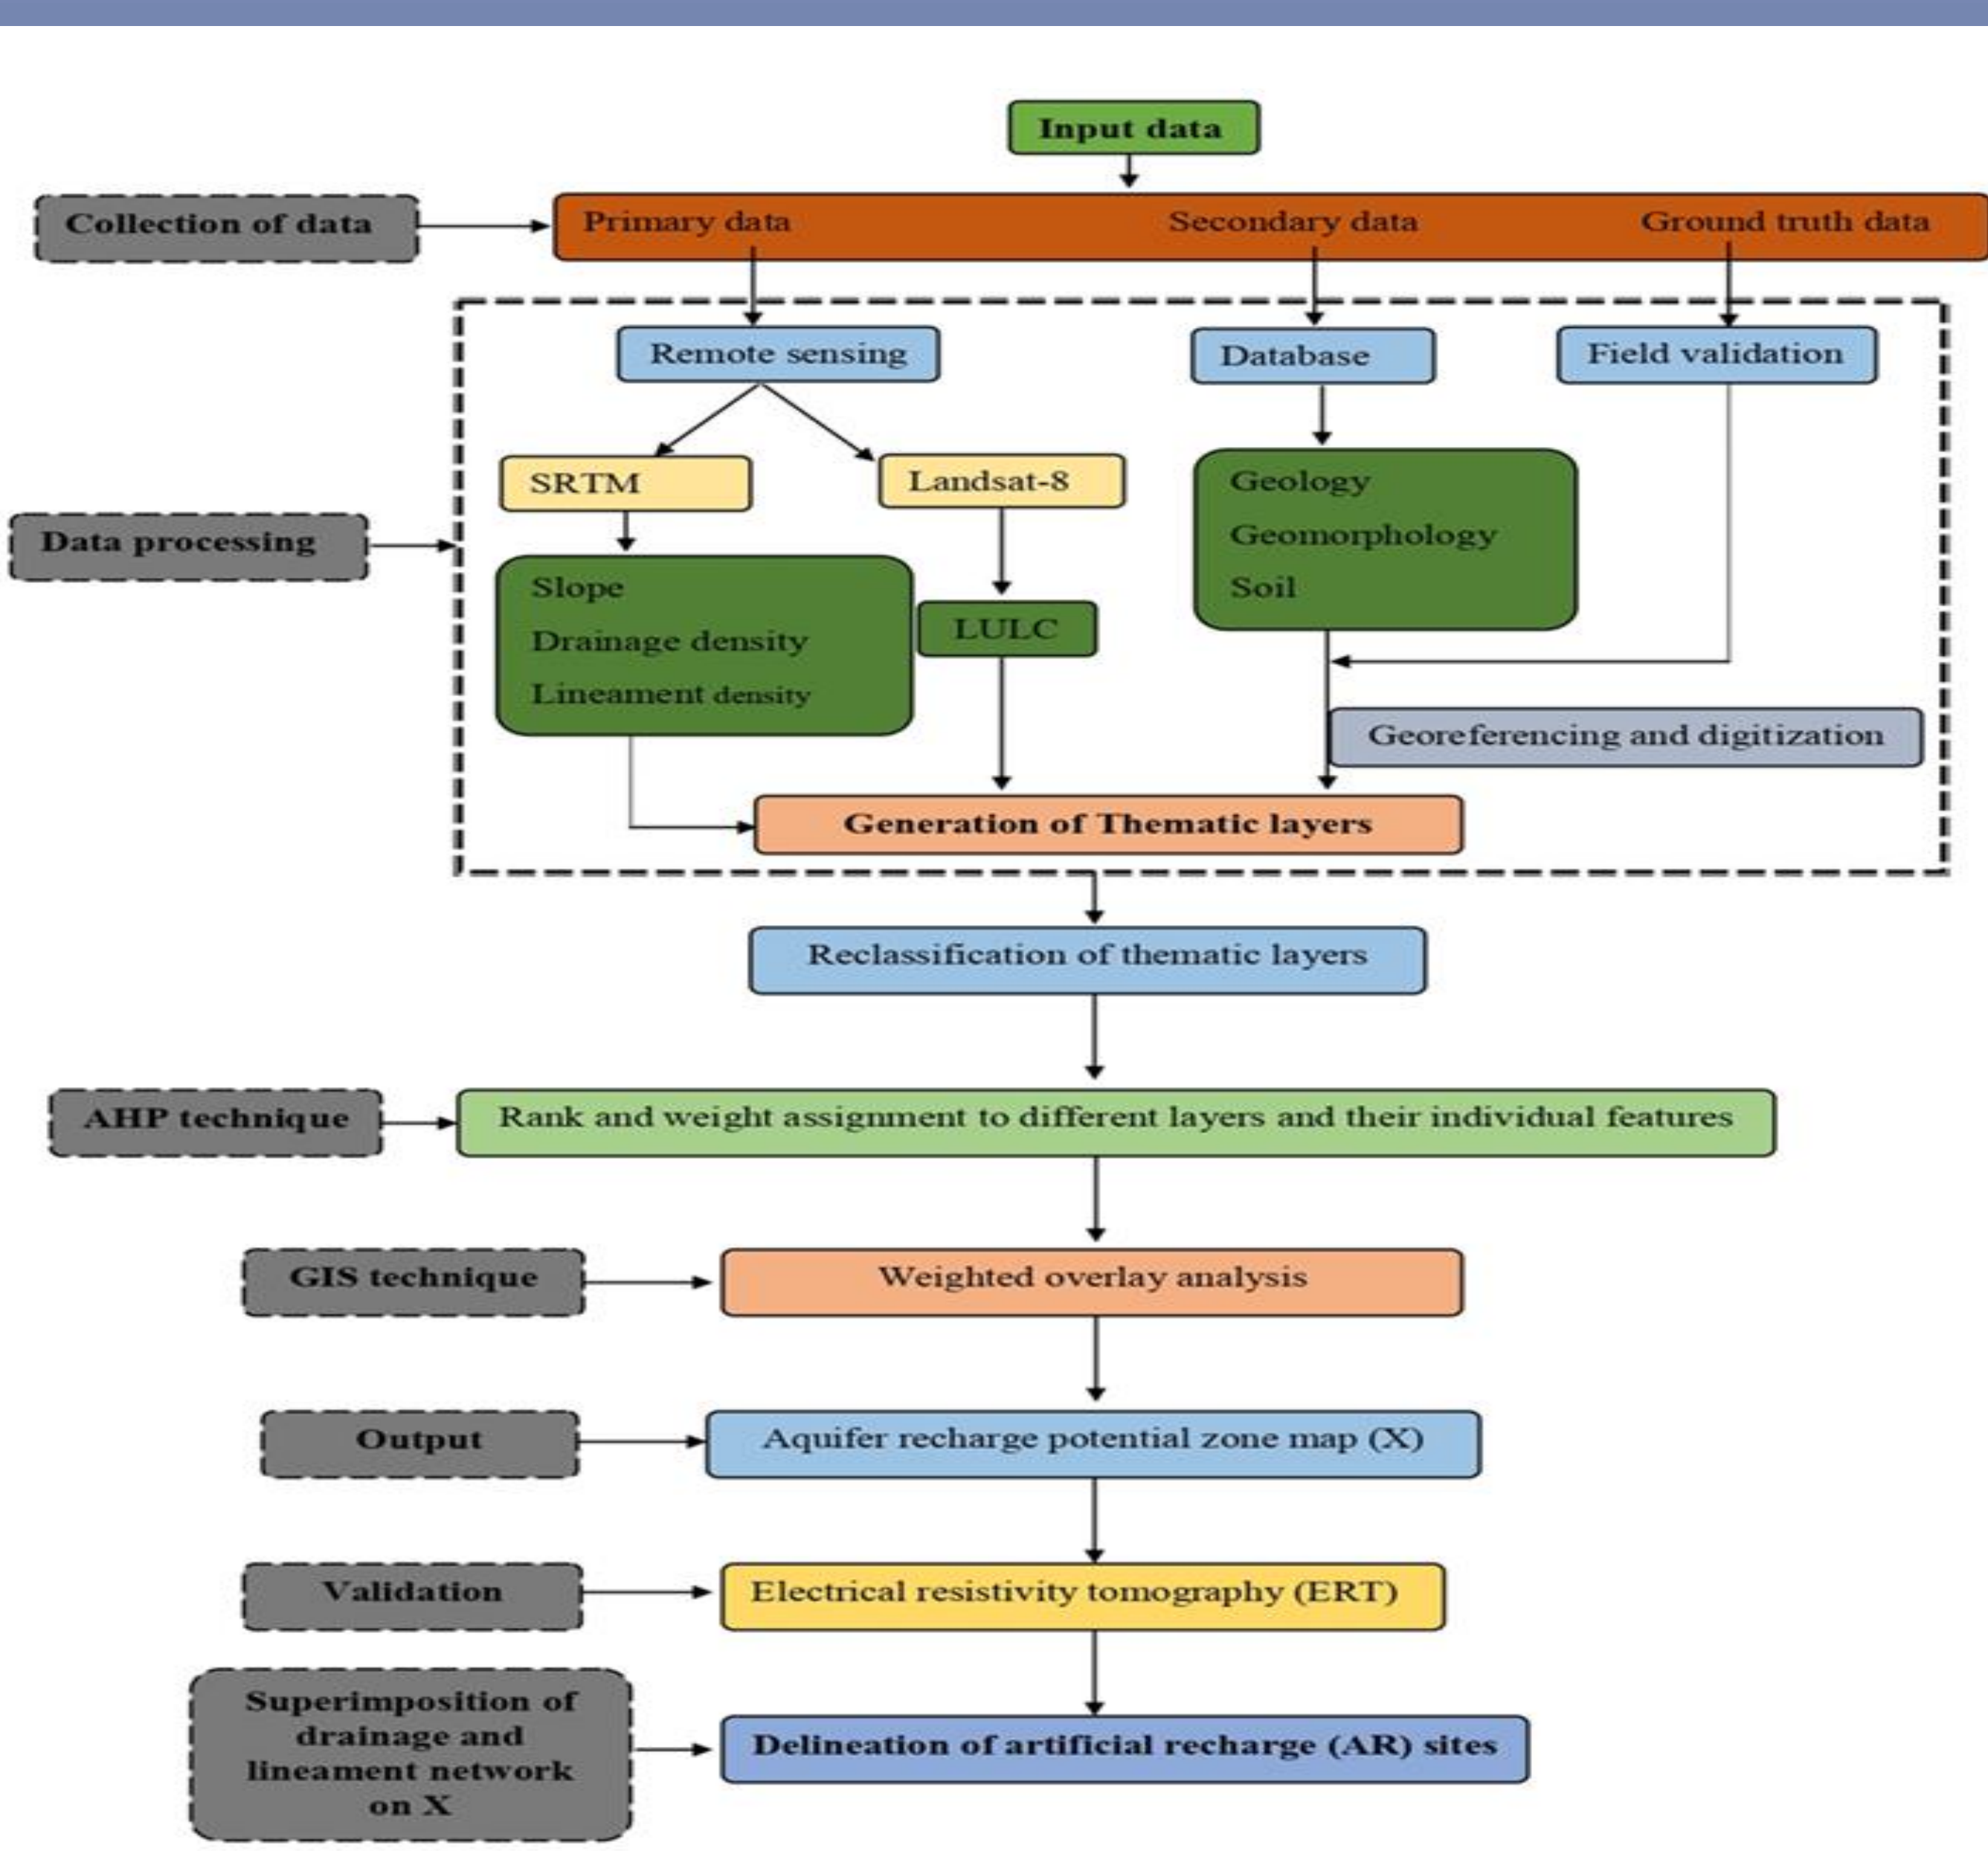 Input data
Collection of data
Primary data
Secondary data
Ground truth data
Remote sensing
Database
Field validation
SRTM
Landsat-8
Geology
Geomorphology
Soil
Data processing
Slope
Drainage density
Lineament density
LULC
Georeferencing and digitization
Generation of Thematic layers
Reclassification of thematic layers
AHP technique
Rank and weight assignment to different layers and their individual features
GIS technique
Weighted overlay analysis
Output
Aquifer recharge potential zone map (X)
Validation
Electrical resistivity tomography (ERT)
Superimposition of
drainage and
lineament network
on X
Delineation of artificial recharge (AR) sites